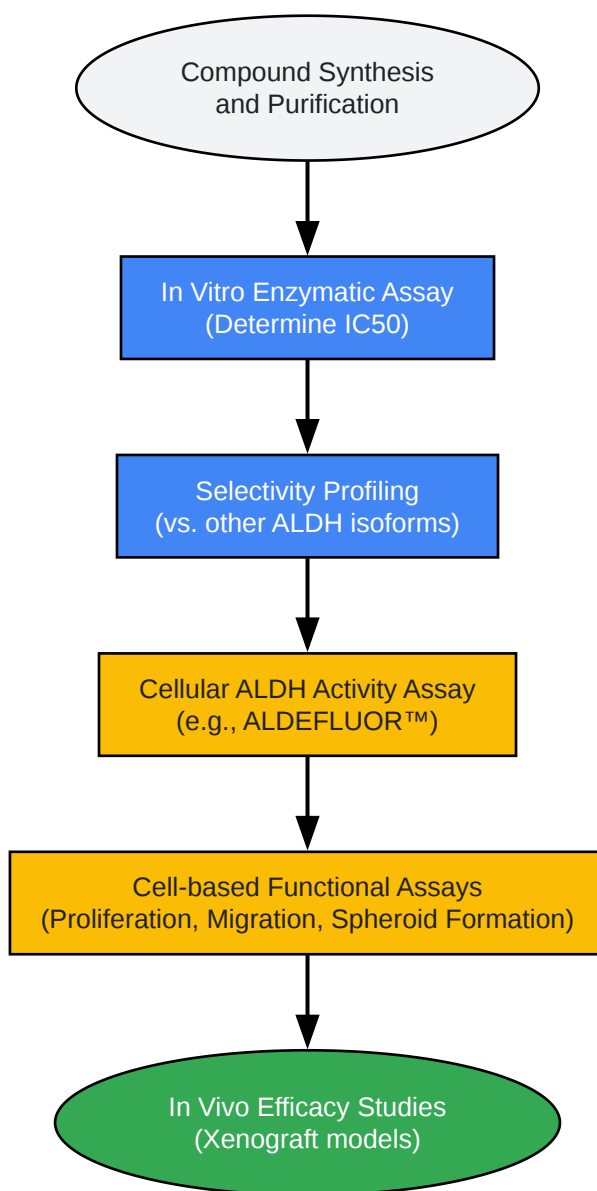 Compound Synthesis
and Purification
In Vitro Enzymatic Assay
(Determine IC50)
Selectivity Profiling
(vs. other ALDH isoforms)
Cellular ALDH Activity Assay
(e.g., ALDEFLUOR™)
Cell-based Functional Assays
(Proliferation, Migration, Spheroid Formation)
In Vivo Efficacy Studies
(Xenograft models)